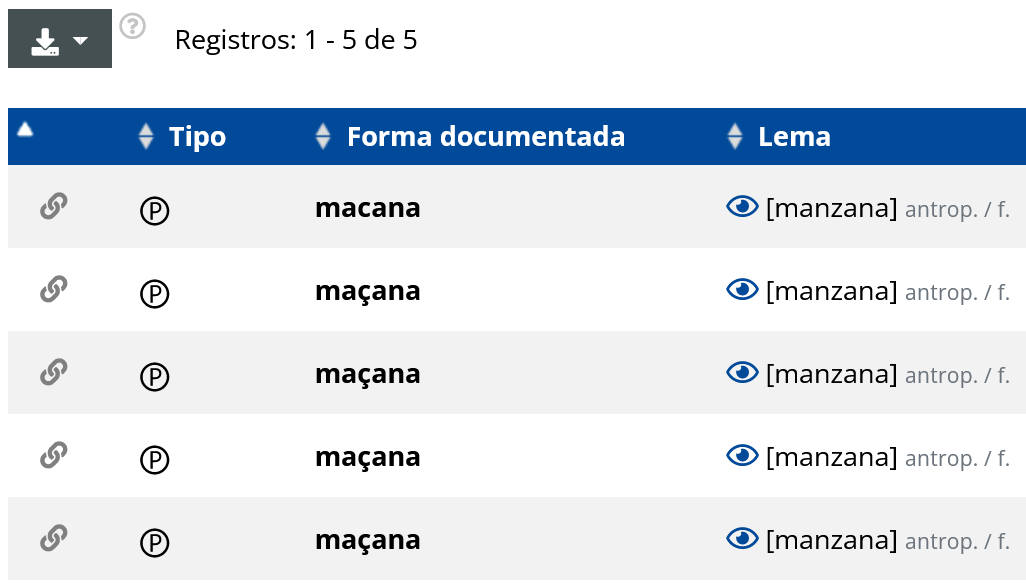 Registros: 1 - 5 de 5
Tipo Forma documentada Lema
Ⓟ macana [manzana] antrop. / f.
Ⓟ maçana [manzana] antrop. / f.
Ⓟ maçana [manzana] antrop. / f.
Ⓟ maçana [manzana] antrop. / f.
Ⓟ maçana [manzana] antrop. / f.